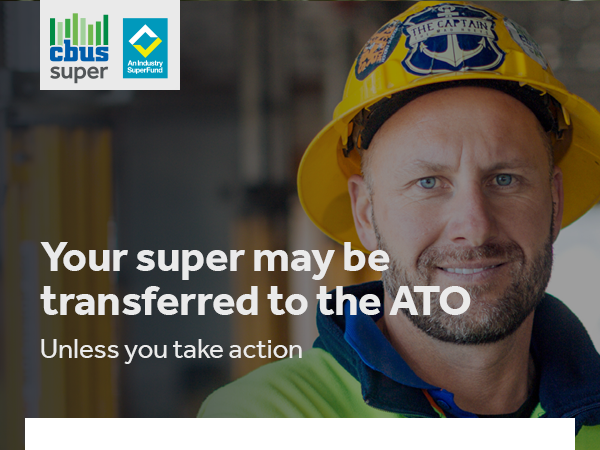 cbus
super
An Industry
SuperFund
THE CAPTAIN
Your super may be
transferred to the ATO
Unless you take action